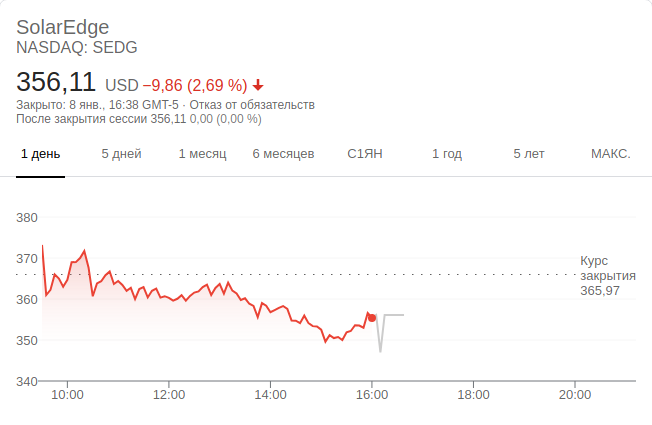 SolarEdge
NASDAQ: SEDG
356,11 USD −9,86 (2,69 %)
Закрыто: 8 янв., 16:38 GMT-5 · Отказ от обязательств
После закрытия сессии 356,11 0,00 (0,00 %)
1 день 5 дней 1 месяц 6 месяцев С1ЯН 1 год 5 лет МАКС.
380
370
Курс
закрытия
365,97
360
350
340
10:00 12:00 14:00 16:00 18:00 20:00